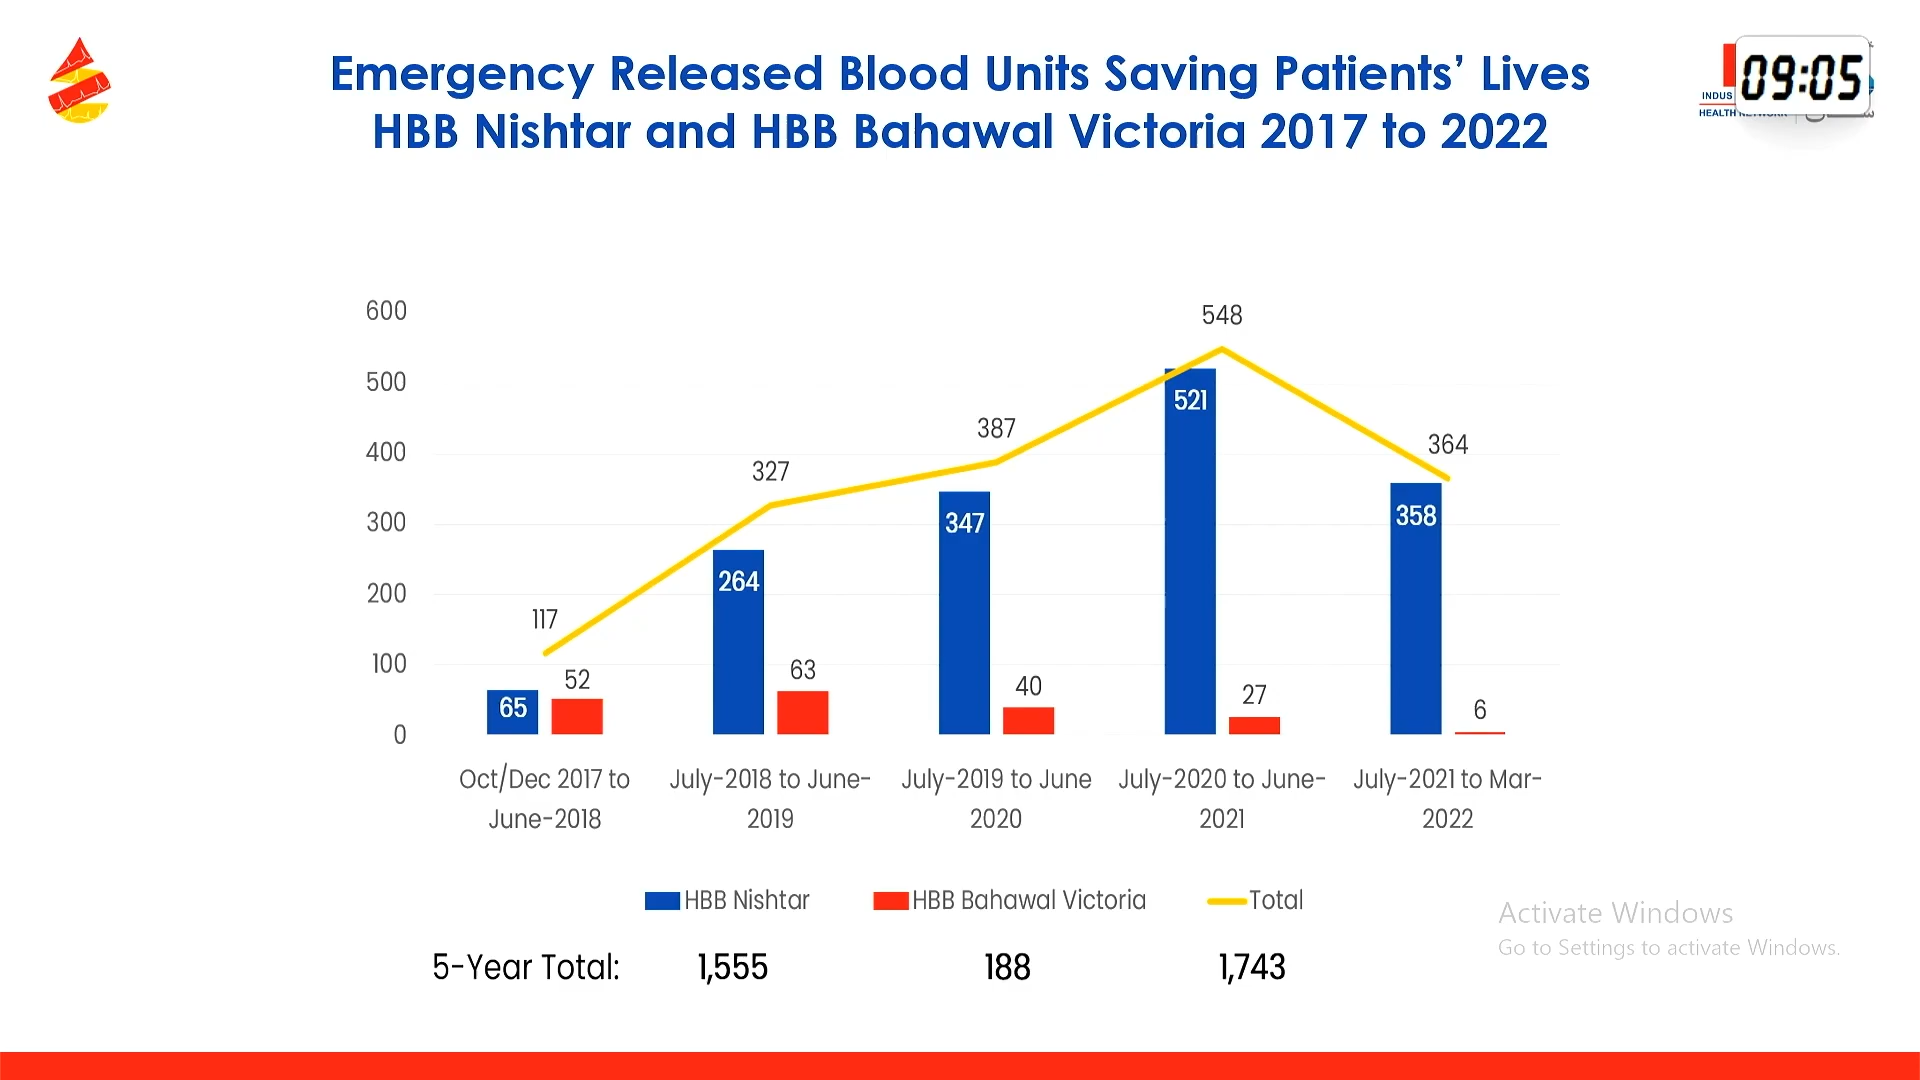 Emergency Released Blood Units Saving Patients’ Lives
HBB Nishtar and HBB Bahawal Victoria 2017 to 2022
09:05
INDUS
HEALTH NETWORK
600
500
400
300
200
100
0
117
327
387
548
364
65
52
264
63
347
40
521
27
358
6
Oct/Dec 2017 to
June-2018
July-2018 to June-
2019
July-2019 to June
2020
July-2020 to June-
2021
July-2021 to Mar-
2022
HBB Nishtar
HBB Bahawal Victoria
Total
5-Year Total: 1,555 188 1,743
Activate Windows
Go to Settings to activate Windows.